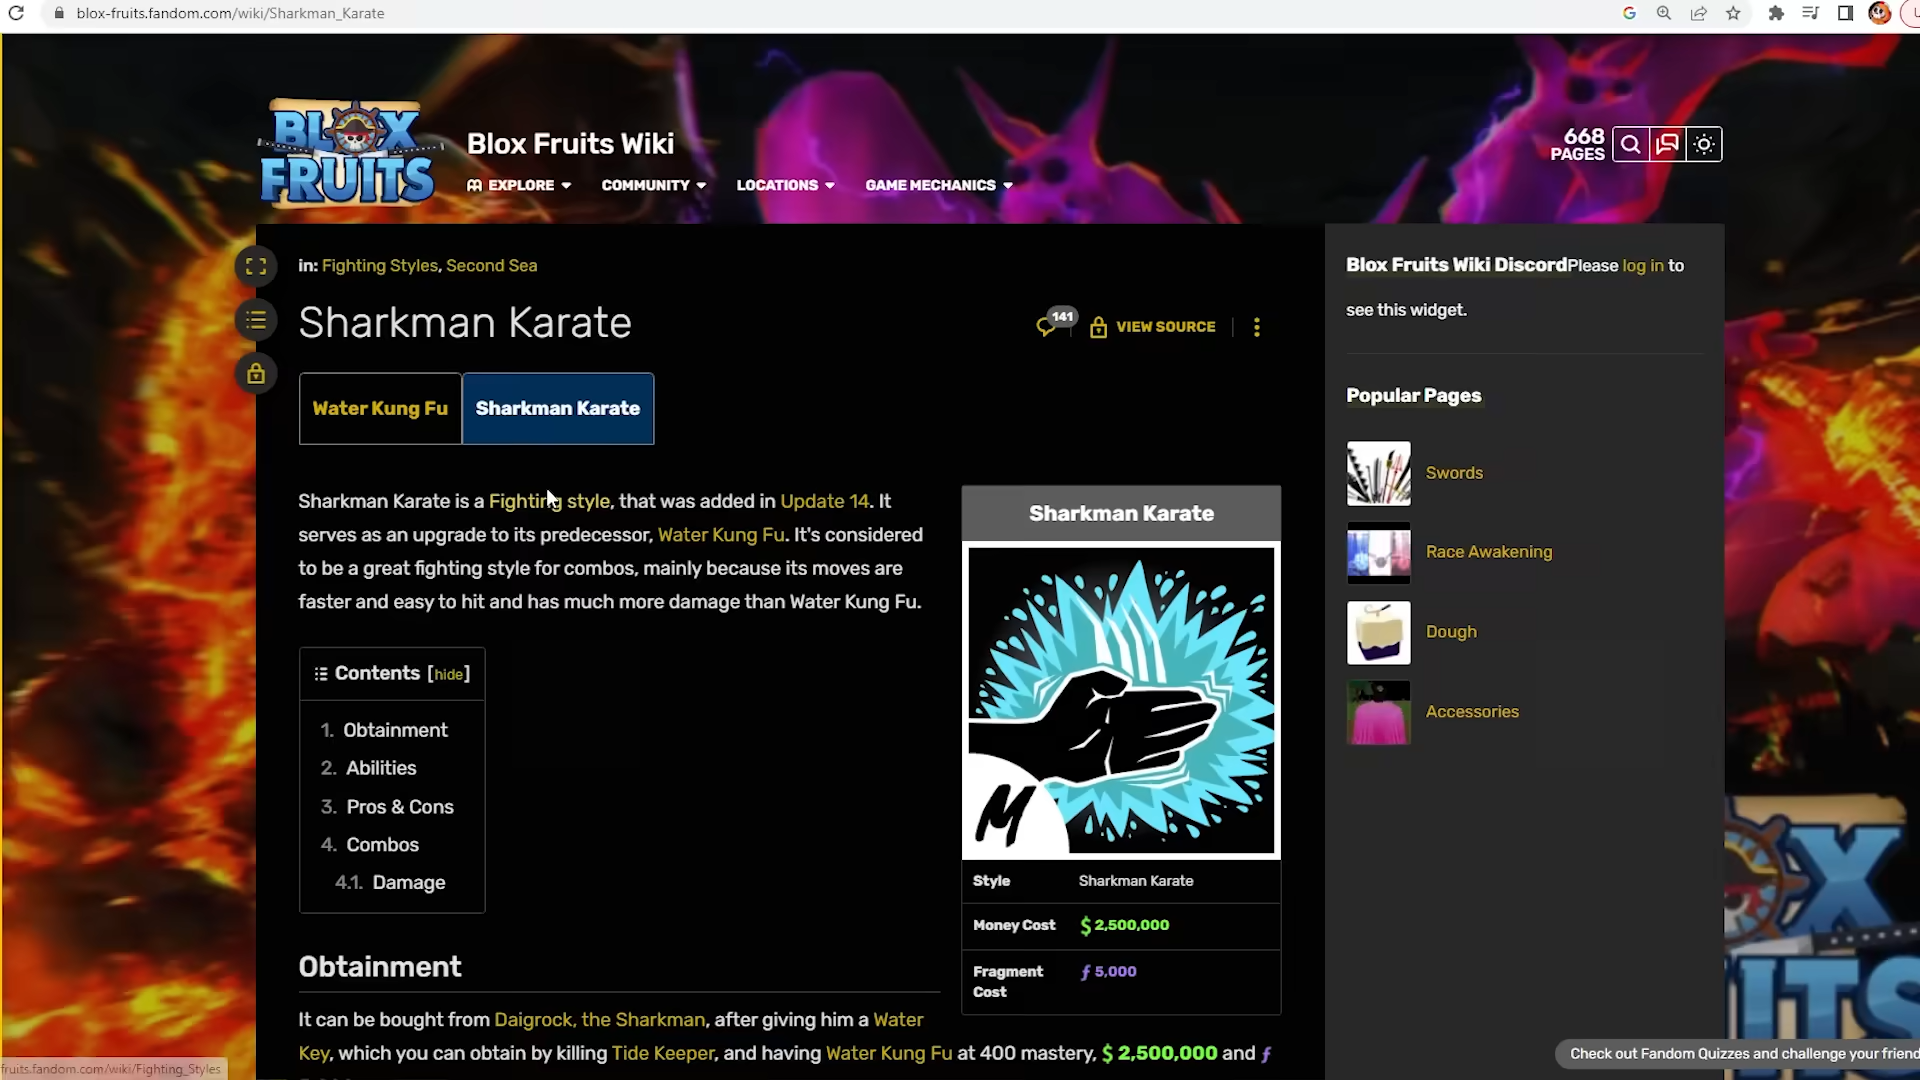 blox-fruits.fandom.com/wiki/Sharkman_Karate
BLOX
FRUITS
Blox Fruits Wiki
EXPLORE
COMMUNITY
LOCATIONS
GAME MECHANICS
668
PAGES
in: Fighting Styles, Second Sea
Sharkman Karate
141
VIEW SOURCE
Water Kung Fu
Sharkman Karate
Sharkman Karate is a Fighting style, that was added in Update 14. It
serves as an upgrade to its predecessor, Water Kung Fu. It's considered
to be a great fighting style for combos, mainly because its moves are
faster and easy to hit and has much more damage than Water Kung Fu.
Contents [hide]
1. Obtainment
2. Abilities
3. Pros & Cons
4. Combos
4.1. Damage
Sharkman Karate
M
Style Sharkman Karate
Money Cost $ 2,500,000
Fragment
Cost
ƒ 5,000
Obtainment
It can be bought from Daigrock, the Sharkman, after giving him a Water
Key, which you can obtain by killing Tide Keeper, and having Water Kung Fu at 400 mastery, $ 2,500,000 and ƒ
Blox Fruits Wiki DiscordPlease log in to
see this widget.
Popular Pages
Swords
Race Awakening
Dough
Accessories
OX
ITS
Check out Fandom Quizzes and challenge your friend
fruits.fandom.com/wiki/Fighting_Styles